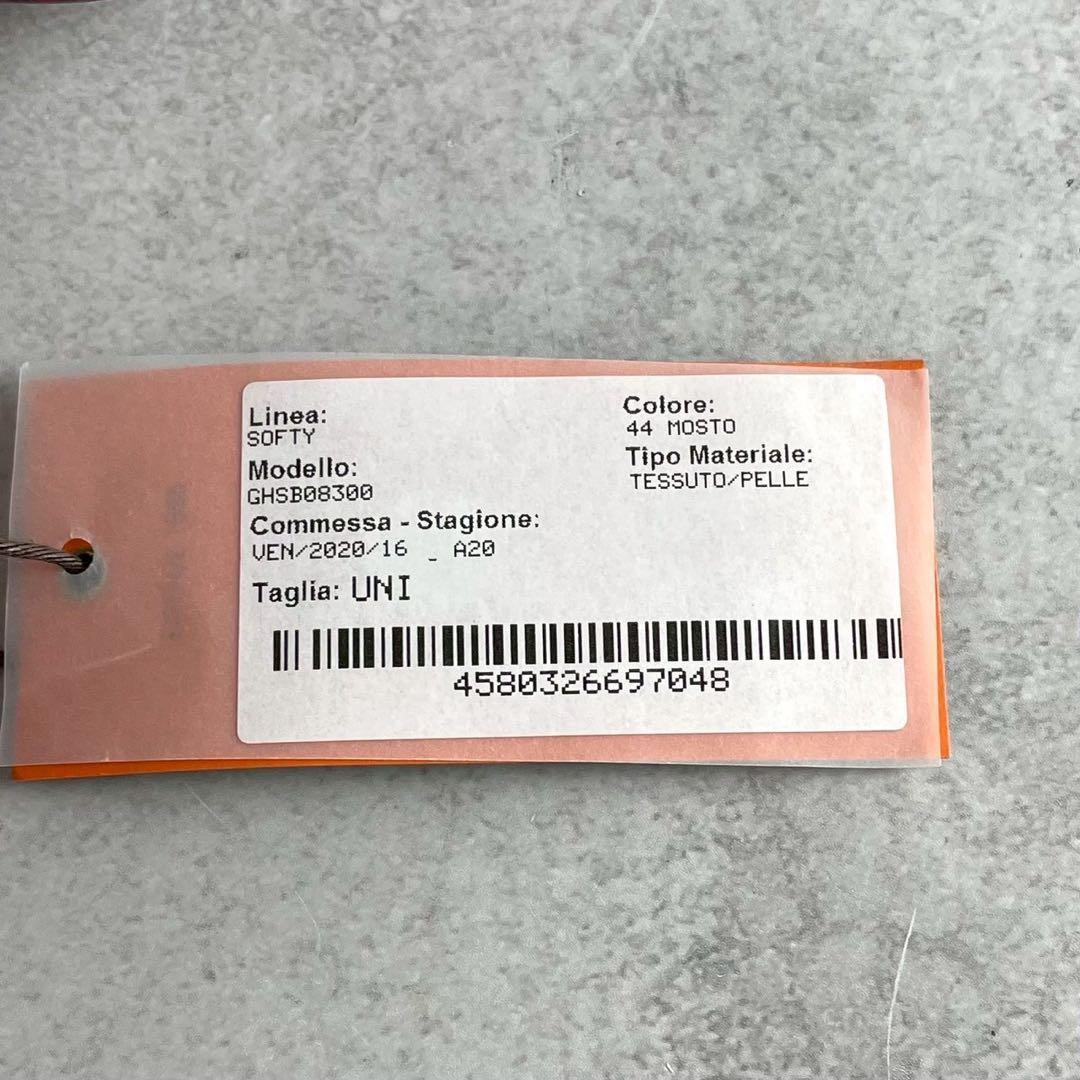 Linea:
SOFTY
Modello:
GHSB08300
Commessa - Stagione:
VEN/2020/16 _ A20
Taglia: UNI
Colore:
44 MOSTO
Tipo Materiale:
TESSUTO/PELLE
4580326697048